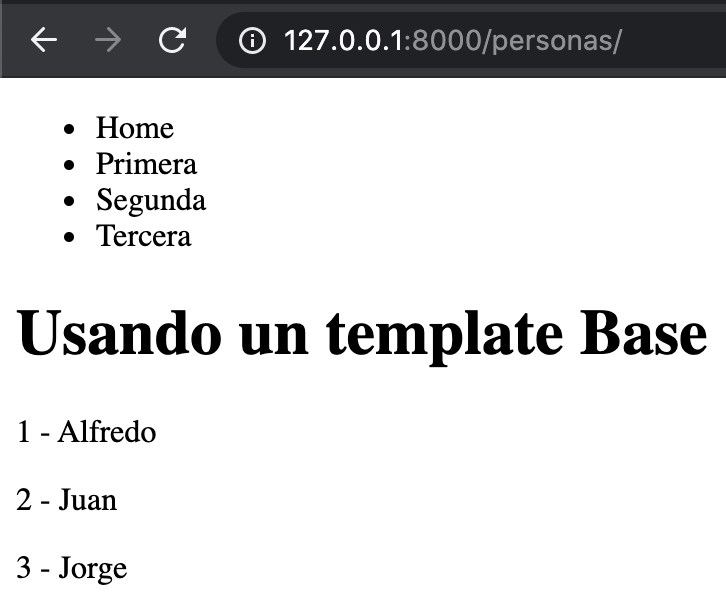 127.0.0.1:8000/personas/
Home
Primera
Segunda
Tercera
Usando un template Base
1 - Alfredo
2 - Juan
3 - Jorge